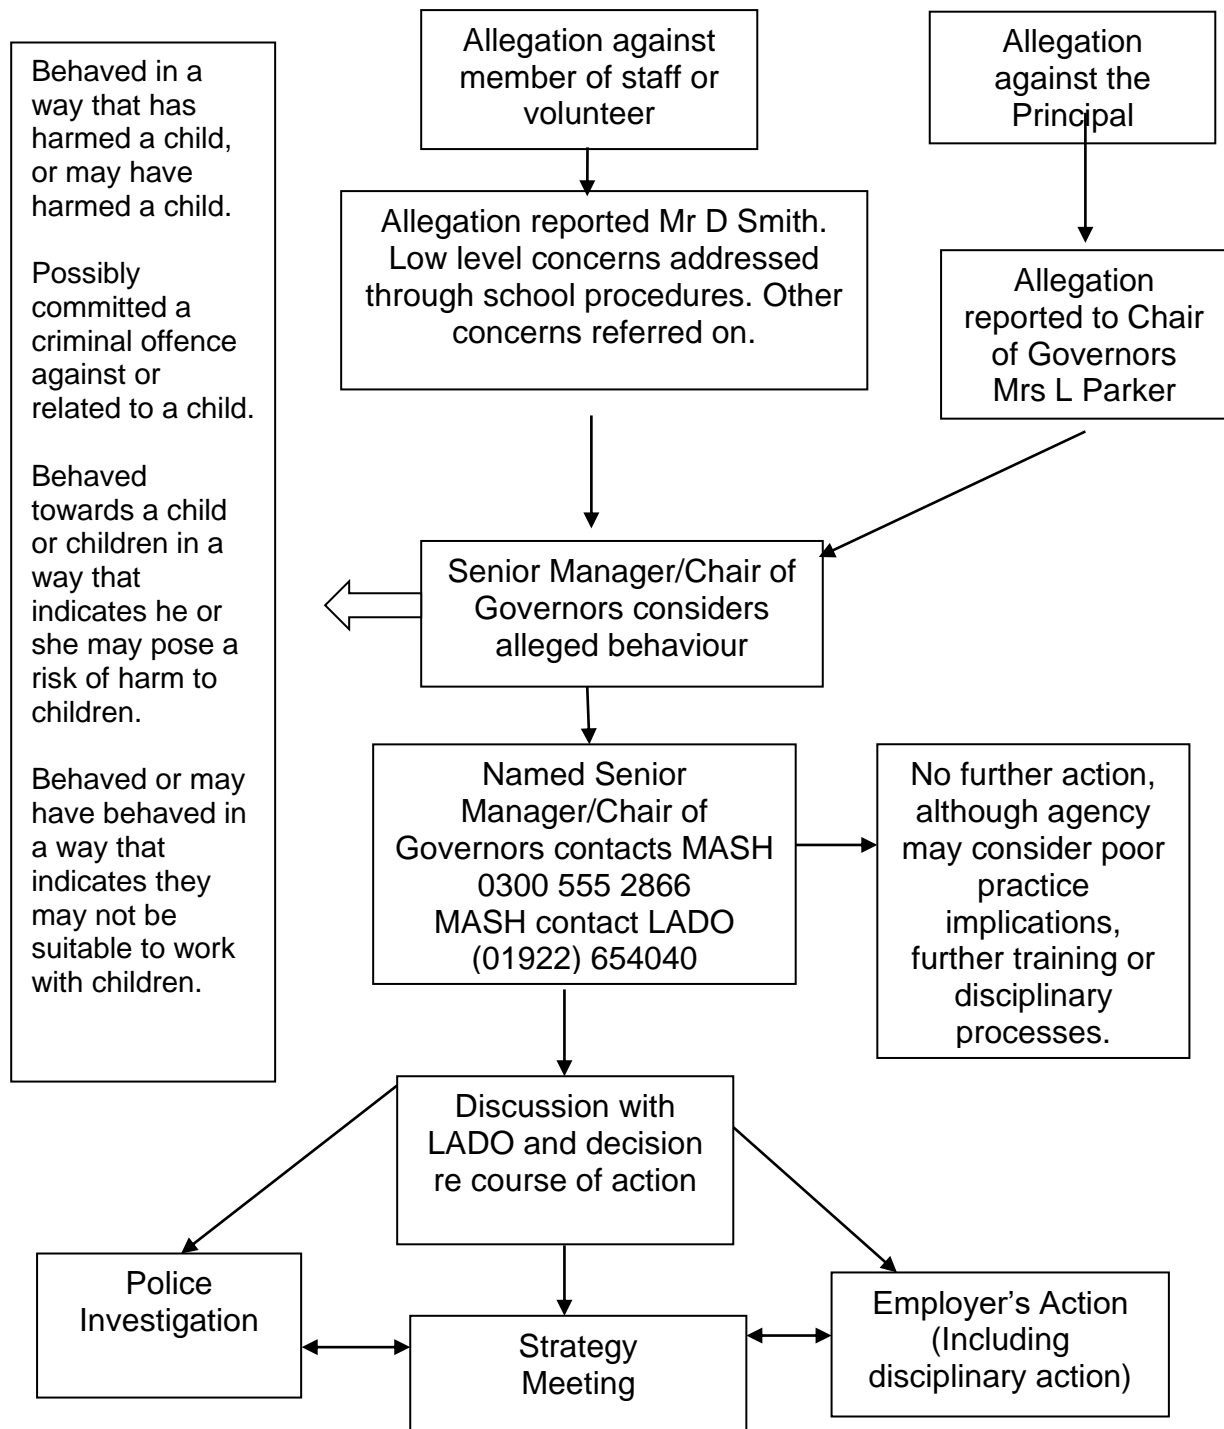 Behaved in a
way that has
harmed a child,
or may have
harmed a child.
Possibly
committed a
criminal offence
against or
related to a child.
Behaved
towards a child
or children in a
way that
indicates he or
she may pose a
risk of harm to
children.
Behaved or may
have behaved in
a way that
indicates they
may not be
suitable to work
with children.
Allegation against
member of staff or
volunteer
Allegation
against the
Principal
Allegation reported Mr D Smith.
Low level concerns addressed
through school procedures. Other
concerns referred on.
Allegation
reported to Chair
of Governors
Mrs L Parker
Senior Manager/Chair of
Governors considers
alleged behaviour
Named Senior
Manager/Chair of
Governors contacts MASH
0300 555 2866
MASH contact LADO
(01922) 654040
No further action,
although agency
may consider poor
practice
implications,
further training or
disciplinary
processes.
Discussion with
LADO and decision
re course of action
Police
Investigation
Strategy
Meeting
Employer’s Action
(Including
disciplinary action)